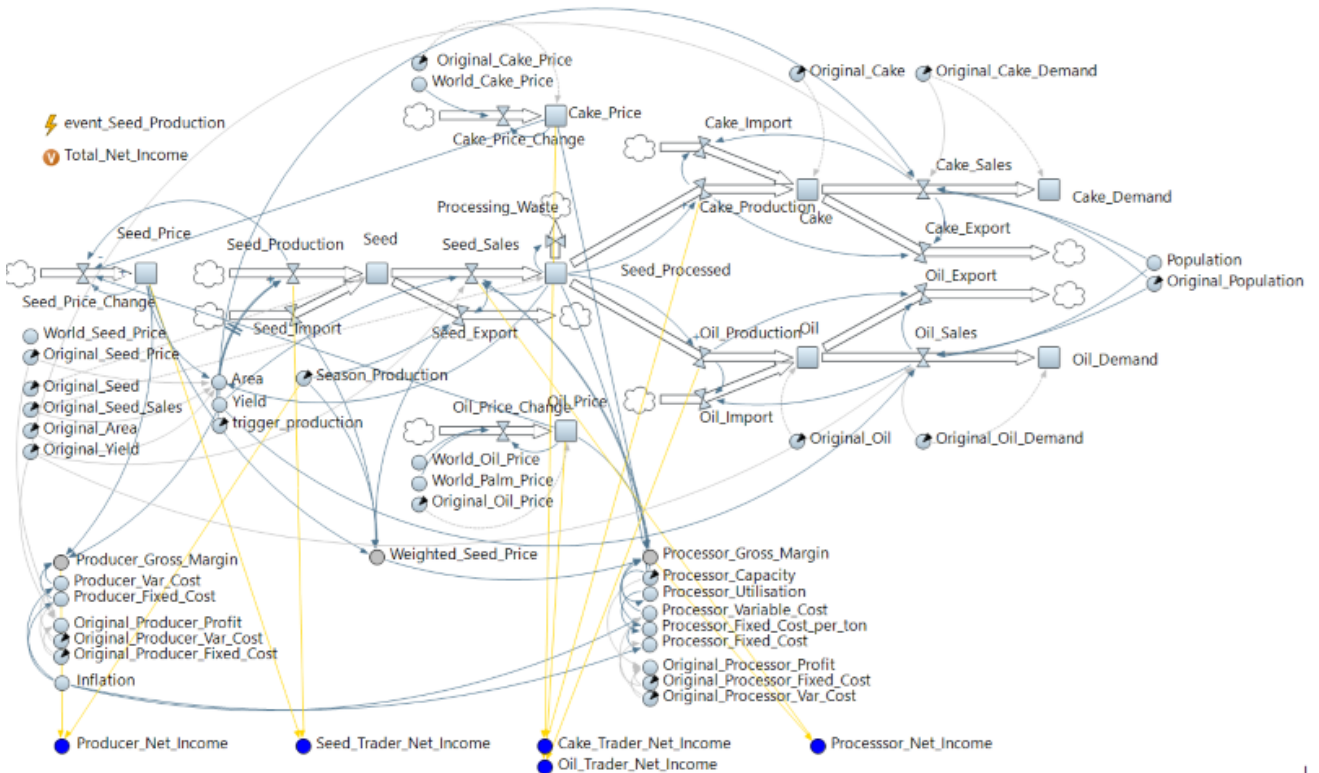 Original_Cake_Price
World_Cake_Price
Original_Cake
Original_Cake_Demand
event_Seed_Production
Cake_Price
Cake_Import
Cake_Price_Change
V
Total_Net_Income
Cake_Sales
Processing_Waste
Cake_Production
Cake_Demand
Cake
Seed_Price
Seed_Production
Seed
Seed_Sales
Cake_Export
Seed_Processed
Oil_Export
Population
Original_Population
Seed_Price_Change
Seed_Import
Seed_Export
Oil_Production
Oil
Oil_Sales
World_Seed_Price
Original_Seed_Price
Oil_Demand
Area
Season_Production
Original_Seed
Yield
Original_Seed_Sales
Oil_Price_Change
Oil_Price
Oil_Import
trigger_production
Original_Area
Original_Yield
Original_Oil
Original_Oil_Demand
World_Oil_Price
World_Palm_Price
Original_Oil_Price
Producer_Gross_Margin
Weighted_Seed_Price
Processor_Gross_Margin
Producer_Var_Cost
Processor_Capacity
Producer_Fixed_Cost
Processor_Utilisation
Processor_Variable_Cost
Original_Producer_Profit
Processor_Fixed_Cost_per_ton
Original_Producer_Var_Cost
Processor_Fixed_Cost
Original_Producer_Fixed_Cost
Original_Processor_Profit
Inflation
Original_Processor_Fixed_Cost
Original_Processor_Var_Cost
Producer_Net_Income
Seed_Trader_Net_Income
Cake_Trader_Net_Income
Processsor_Net_Income
Oil_Trader_Net_Income